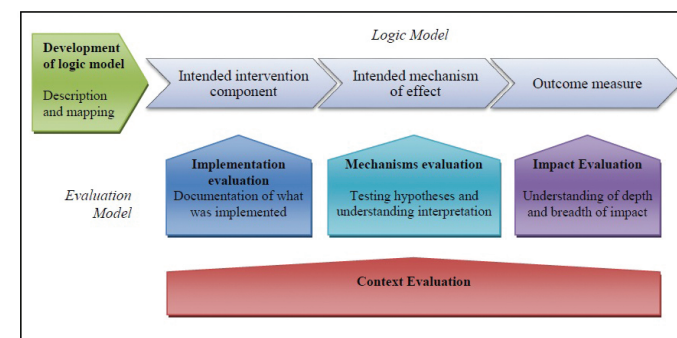 Logic Model
Development
of logic model
Description
and mapping
Intended intervention
component
Intended mechanism
of effect
Outcome measure
Evaluation
Model
Implementation
evaluation
Documentation of what
was implemented
Mechanisms evaluation
Testing hypotheses and
understanding interpretation
Impact Evaluation
Understanding of depth
and breadth of impact
Context Evaluation